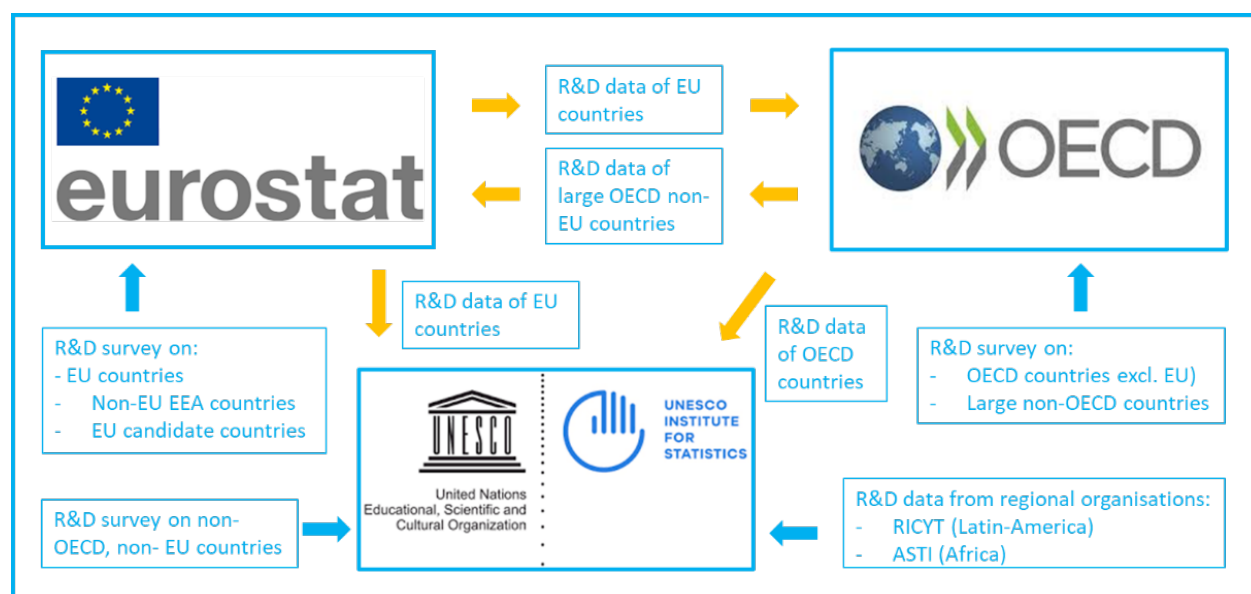 eurostat
R&D data of EU
countries
R&D data of
large OECD non-
EU countries
OECD
R&D data of EU
countries
R&D data
of OECD
countries
R&D survey on:
- EU countries
- Non-EU EEA countries
- EU candidate countries
R&D survey on:
- OECD countries excl. EU)
- Large non-OECD countries
UNESCO
United Nations
Educational, Scientific and
Cultural Organization
UNESCO
INSTITUTE
FOR
STATISTICS
R&D survey on non-
OECD, non- EU countries
R&D data from regional organisations:
- RICYT (Latin-America)
- ASTI (Africa)